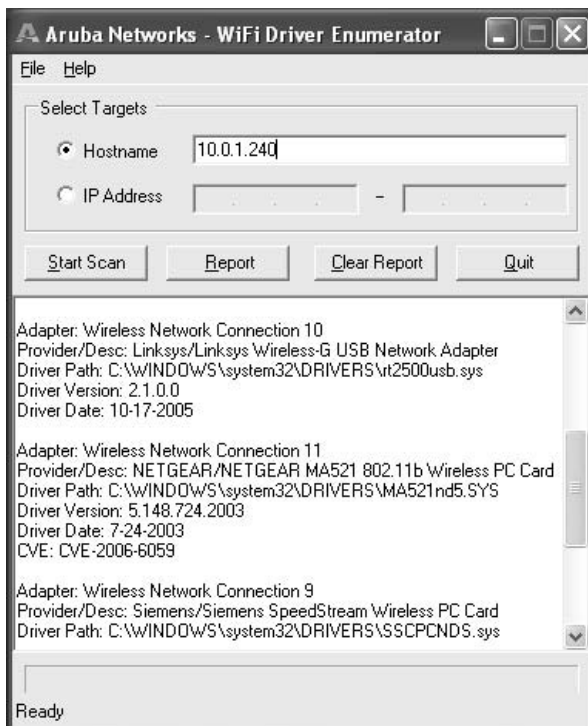 Aruba Networks - WiFi Driver Enumerator
File Help
Select Targets
Hostname 10.0.1.240
IP Address . . . - . . .
Start Scan Report Clear Report Quit
Adapter: Wireless Network Connection 10
Provider/Desc: Linksys/Linksys Wireless-G USB Network Adapter
Driver Path: C:\WINDOWS\system32\DRIVERS\rt2500usb.sys
Driver Version: 2.1.0.0
Driver Date: 10-17-2005
Adapter: Wireless Network Connection 11
Provider/Desc: NETGEAR/NETGEAR MA521 802.11b Wireless PC Card
Driver Path: C:\WINDOWS\system32\DRIVERS\MA521nd5.SYS
Driver Version: 5.148.724.2003
Driver Date: 7-24-2003
CVE: CVE-2006-6059
Adapter: Wireless Network Connection 9
Provider/Desc: Siemens/Siemens SpeedStream Wireless PC Card
Driver Path: C:\WINDOWS\system32\DRIVERS\SSCPCNDS.sys
Ready